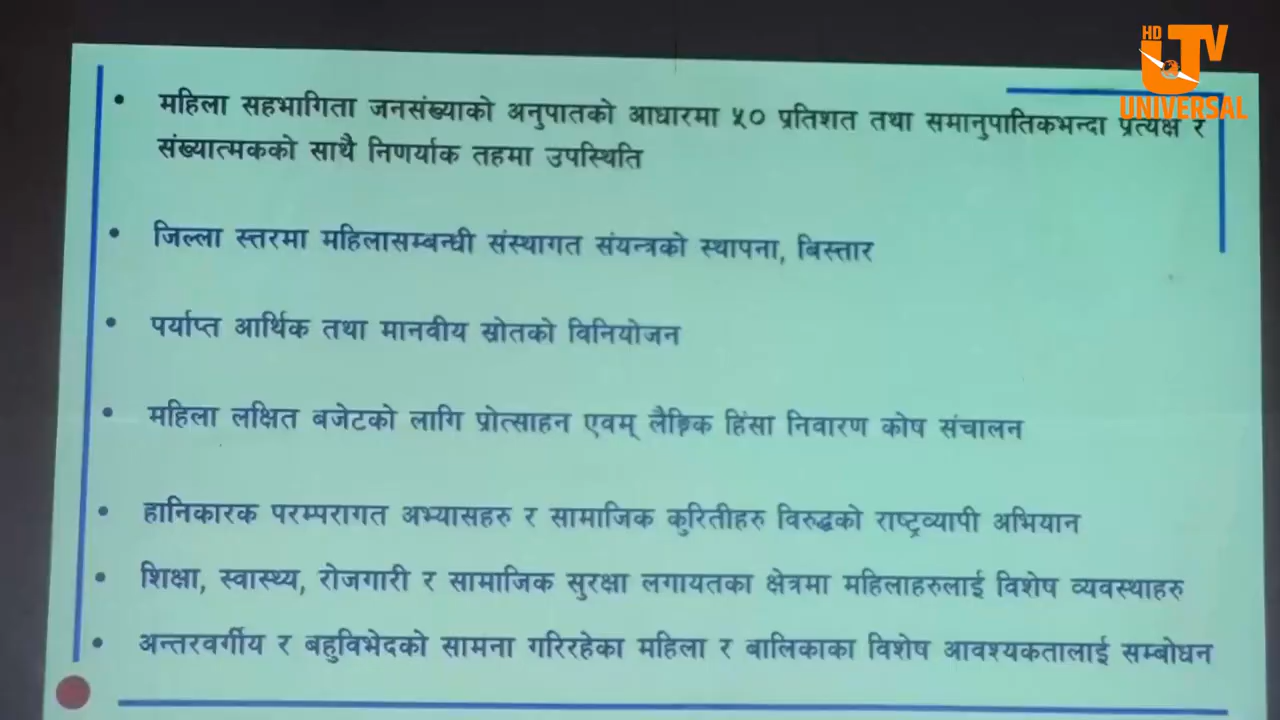 HD
UTV
UNIVERSAL
• महिला सहभागिता जनसंख्याको अनुपातको आधारमा ५० प्रतिशत तथा समानुपातिकभन्दा प्रत्यक्ष र
संख्यात्मकको साथै निणर्याक तहमा उपस्थिति
• जिल्ला स्तरमा महिलासम्बन्धी संस्थागत संयन्त्रको स्थापना, बिस्तार
• पर्याप्त आर्थिक तथा मानवीय स्रोतको विनियोजन
• महिला लक्षित बजेटको लागि प्रोत्साहन एवम् लैङ्गिक हिंसा निवारण कोष संचालन
• हानिकारक परम्परागत अभ्यासहरु र सामाजिक कुरितीहरु विरुद्धको राष्ट्रव्यापी अभियान
• शिक्षा, स्वास्थ्य, रोजगारी र सामाजिक सुरक्षा लगायतका क्षेत्रमा महिलाहरुलाई विशेष व्यवस्थाहरु
• अन्तरवर्गीय र बहुविभेदको सामना गरिरहेका महिला र बालिकाका विशेष आवश्यकतालाई सम्बोधन